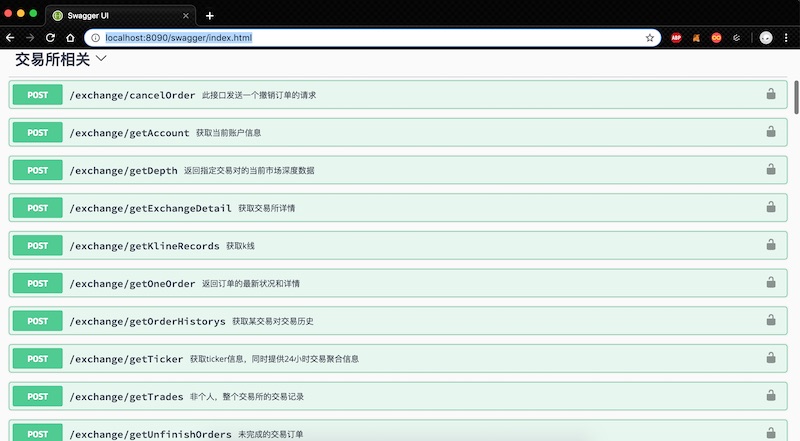 Swagger UI
localhost:8090/swagger/index.html
ABP
交易所相关
POST /exchange/cancelOrder 此接口发送一个撤销订单的请求
POST /exchange/getAccount 获取当前账户信息
POST /exchange/getDepth 返回指定交易对的当前市场深度数据
POST /exchange/getExchangeDetail 获取交易所详情
POST /exchange/getKlineRecords 获取k线
POST /exchange/getOneOrder 返回订单的最新状况和详情
POST /exchange/getOrderHistorys 获取某交易对交易历史
POST /exchange/getTicker 获取ticker信息，同时提供24小时交易聚合信息
POST /exchange/getTrades 非个人，整个交易所的交易记录
POST /exchange/getUnfinishOrders 未完成的交易订单